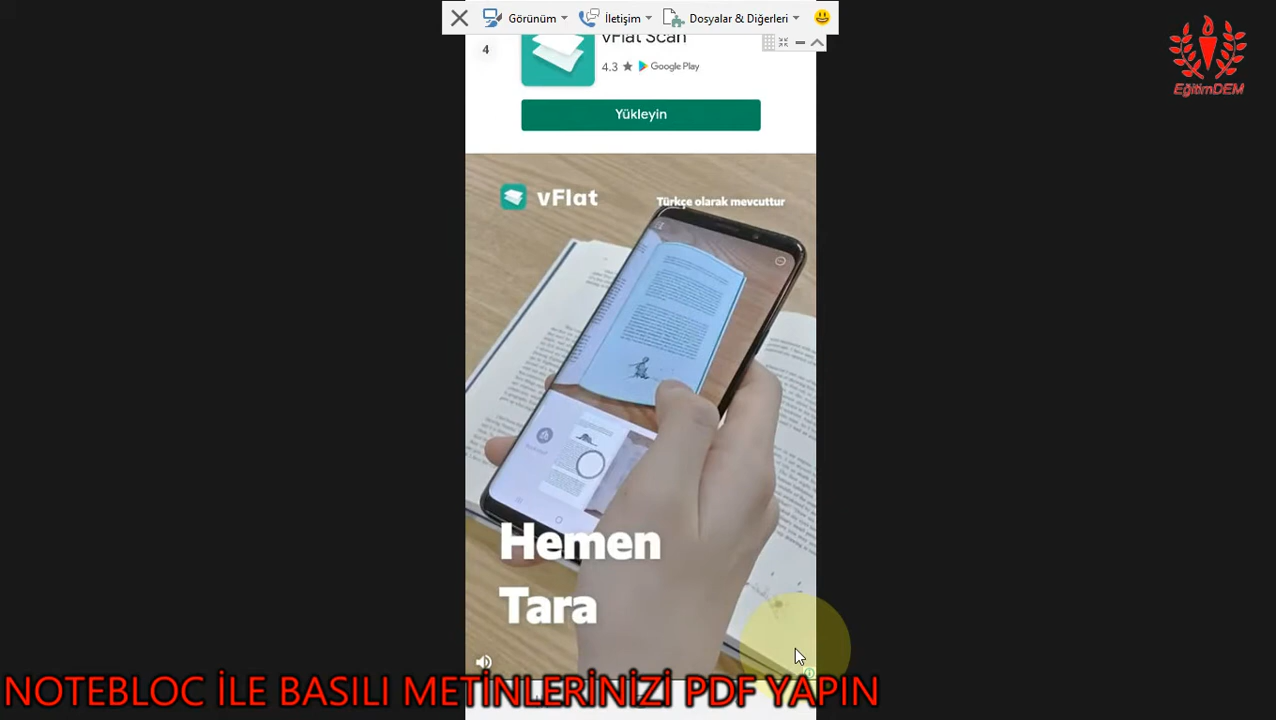 Görünüm
İletişim
Dosyalar & Diğerleri
4
vFlat Scan
4.3 ★ Google Play
Yükleyin
vFlat
Türkçe olarak mevcuttur
Hemen
Tara
EğitimDEM
NOTEBLOC İLE BASILI METİNLERİNİZİ PDF YAPIN